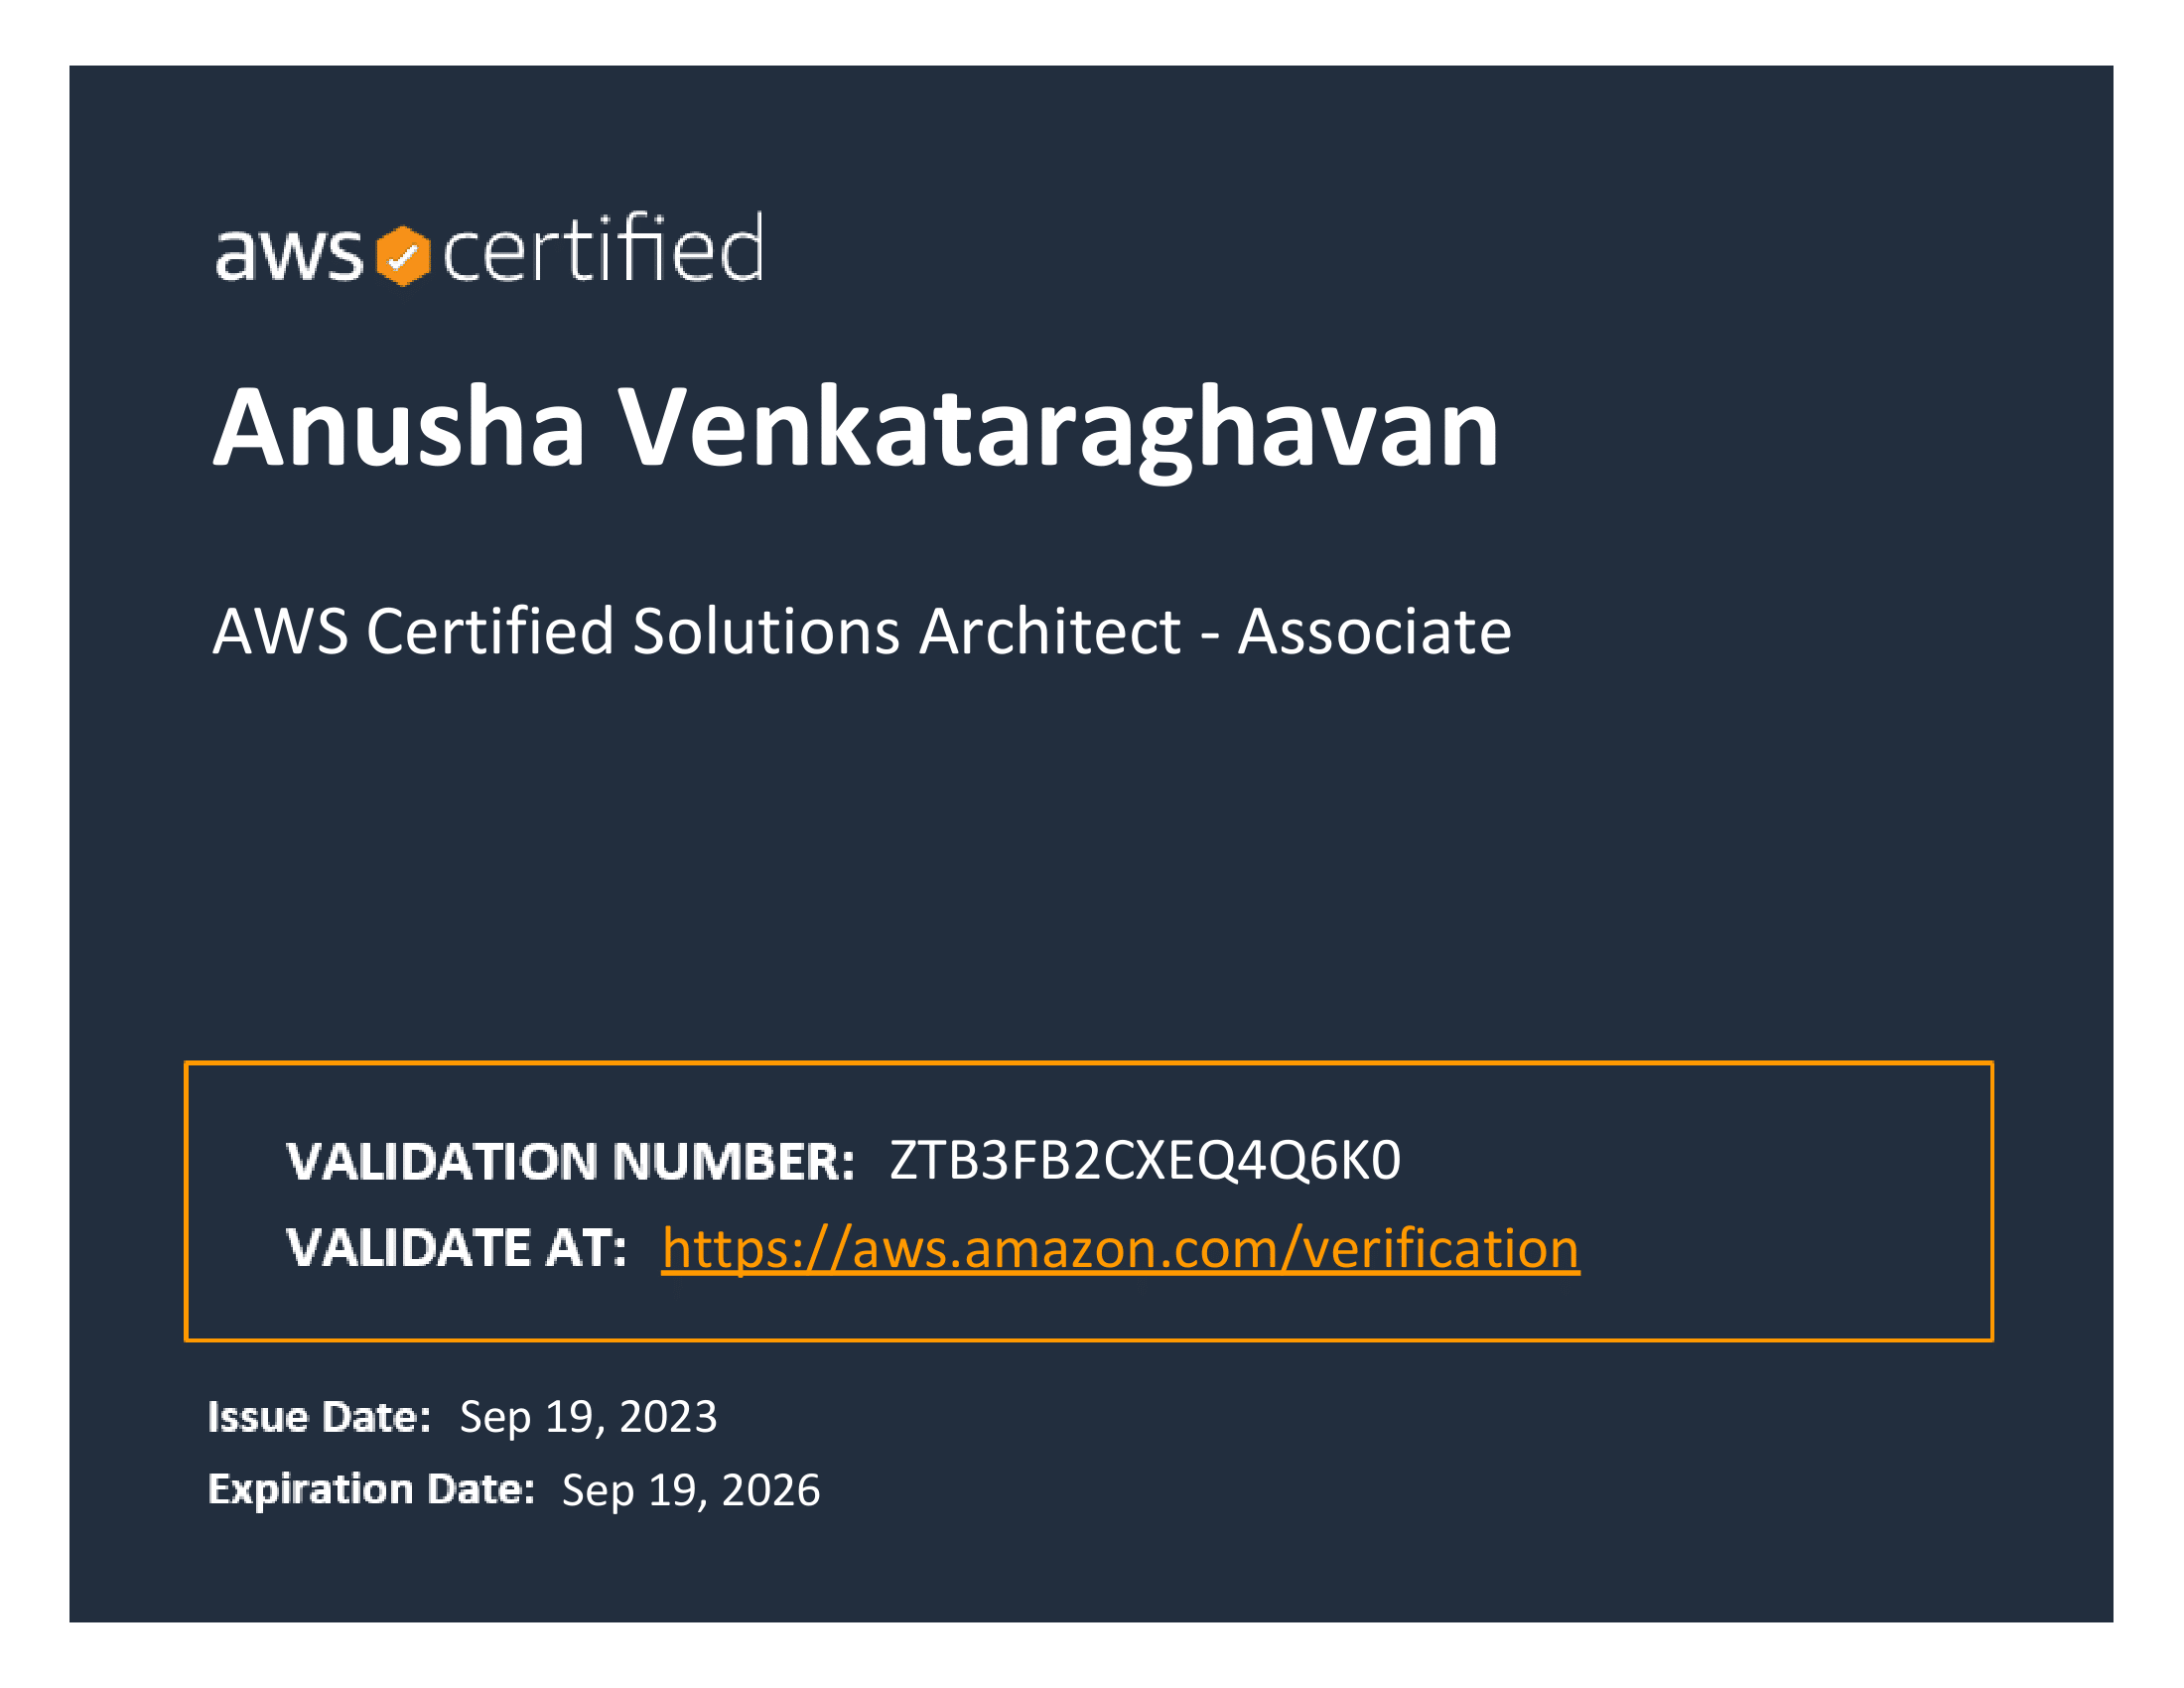 aws certified
Anusha Venkataraghavan
AWS Certified Solutions Architect - Associate
VALIDATION NUMBER: ZTB3FB2CXEQ4Q6K0
VALIDATE AT: https://aws.amazon.com/verification
Issue Date: Sep 19, 2023
Expiration Date: Sep 19, 2026